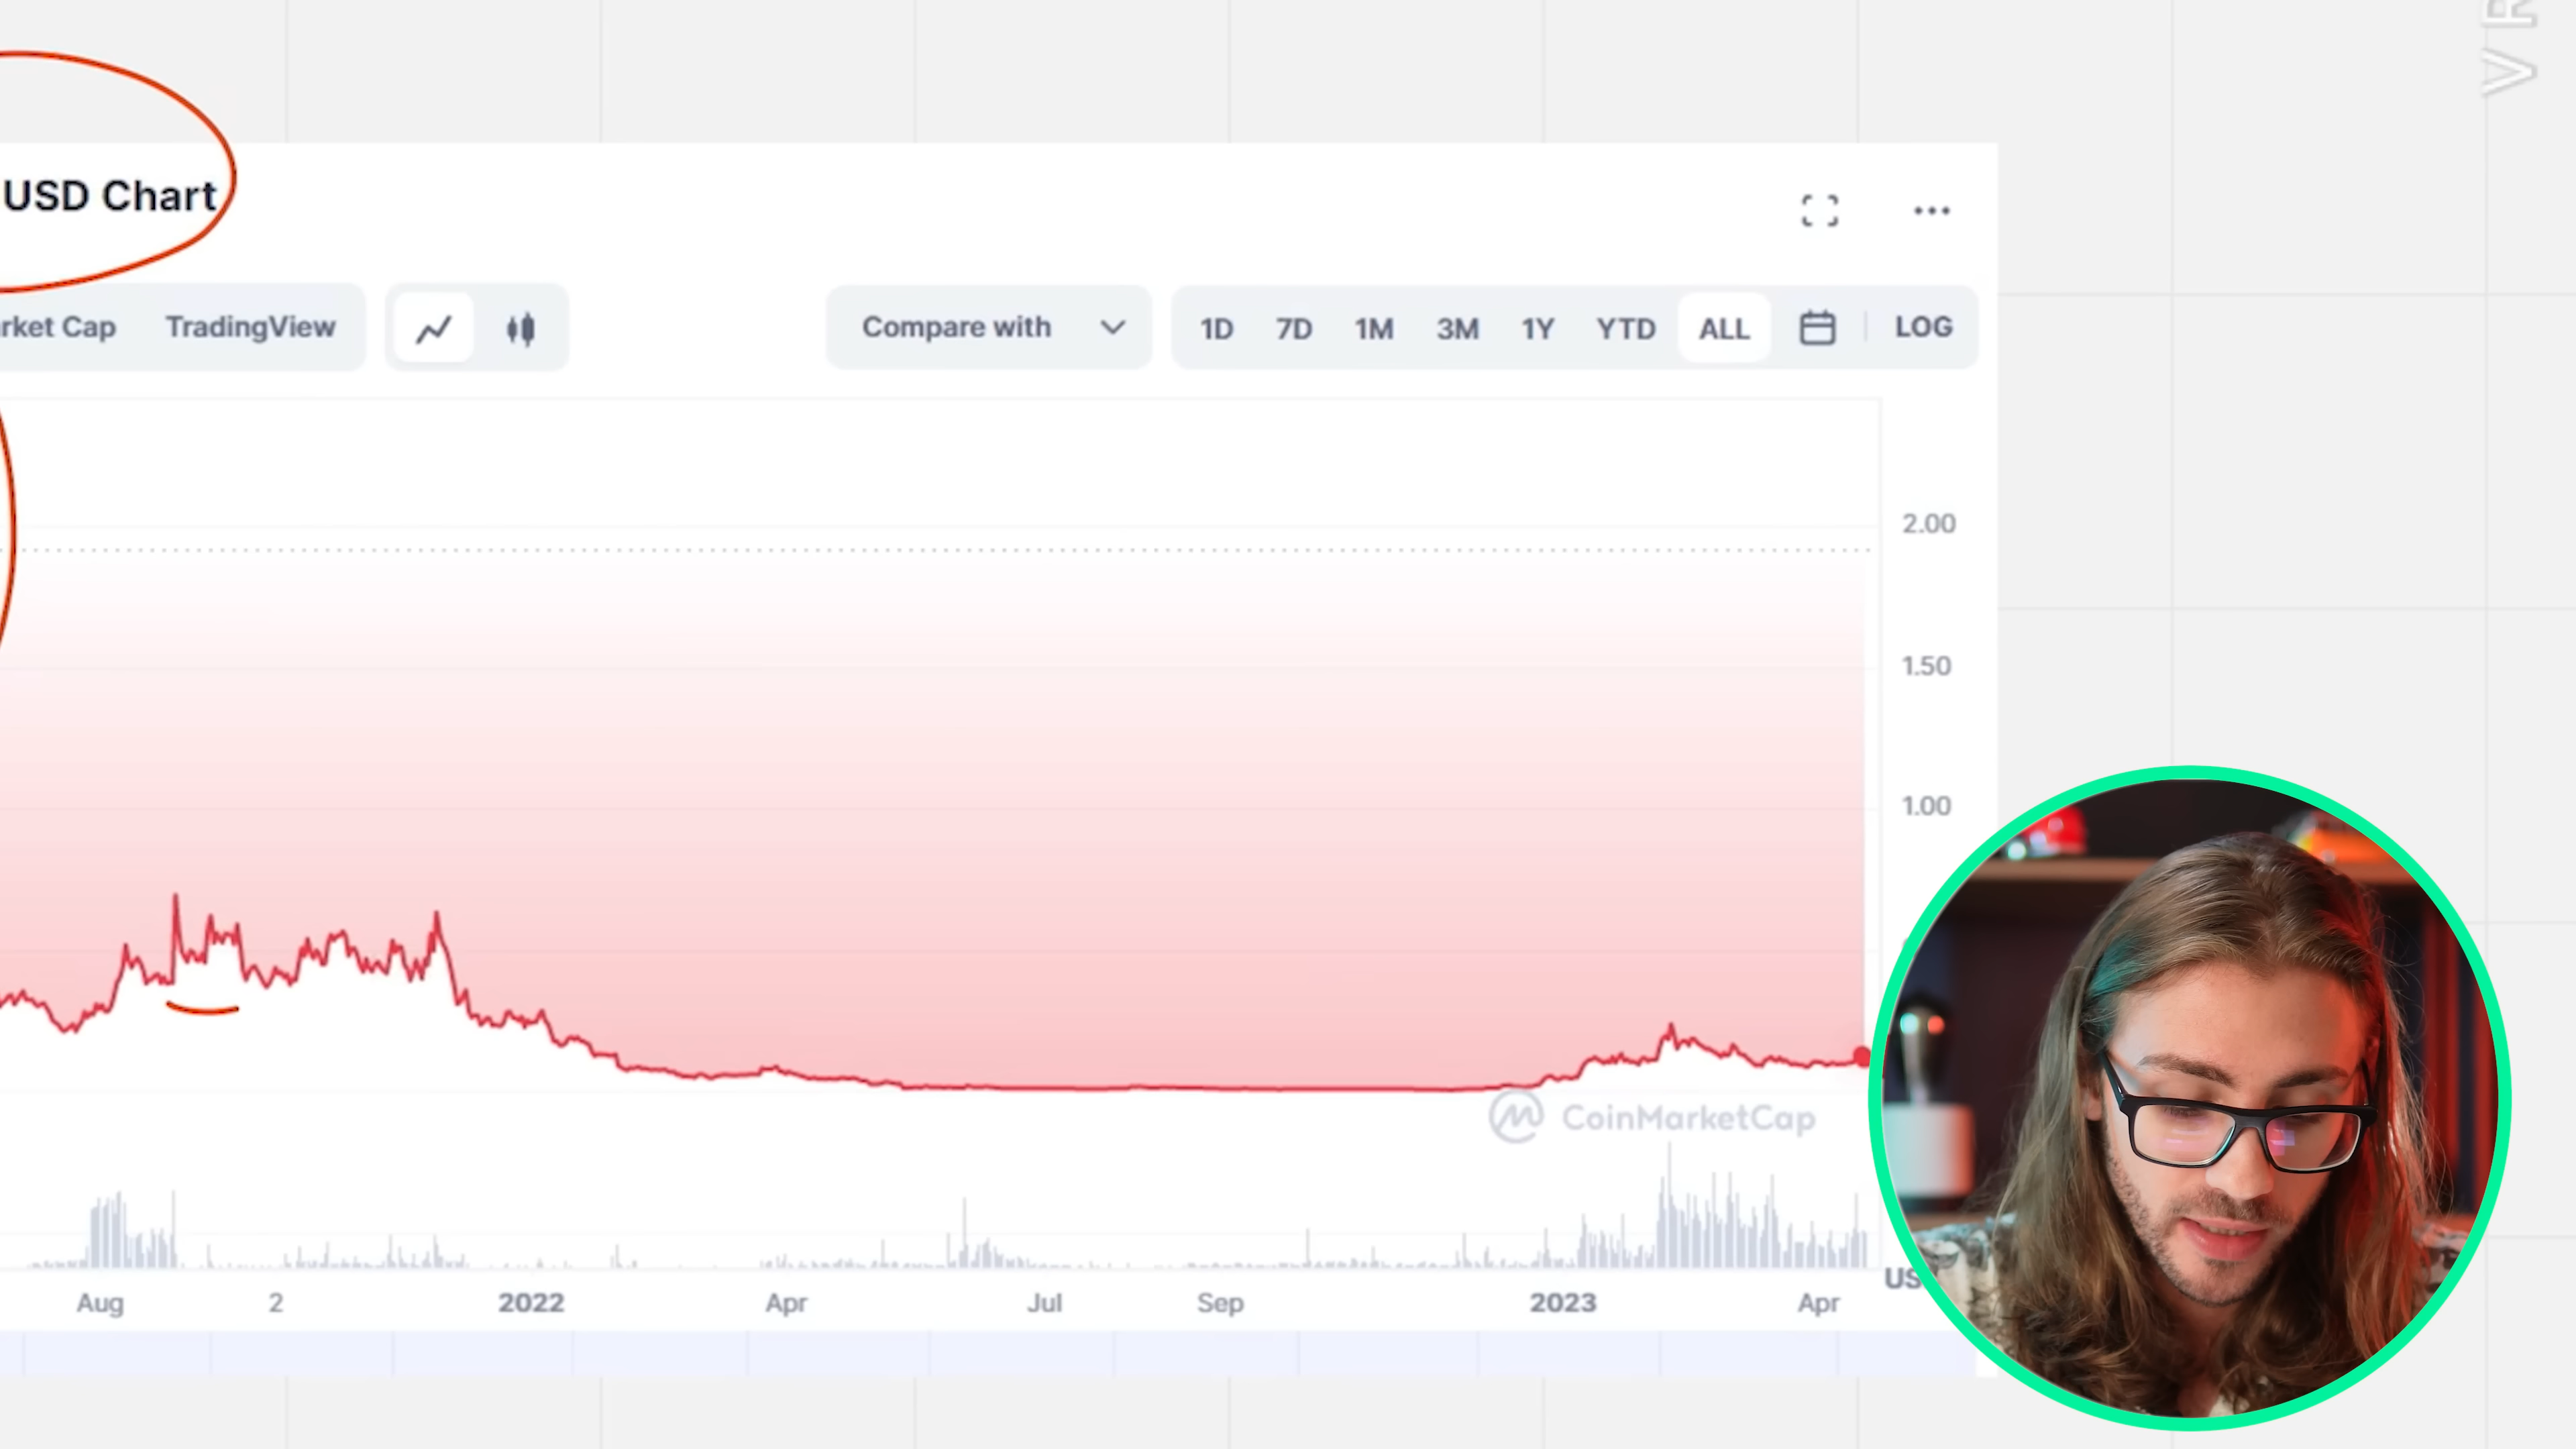 V R
USD Chart
rket Cap TradingView Compare with 1D 7D 1M 3M 1Y YTD ALL LOG
2.00
1.50
1.00
CoinMarketCap
US
Aug 2 2022 Apr Jul Sep 2023 Apr